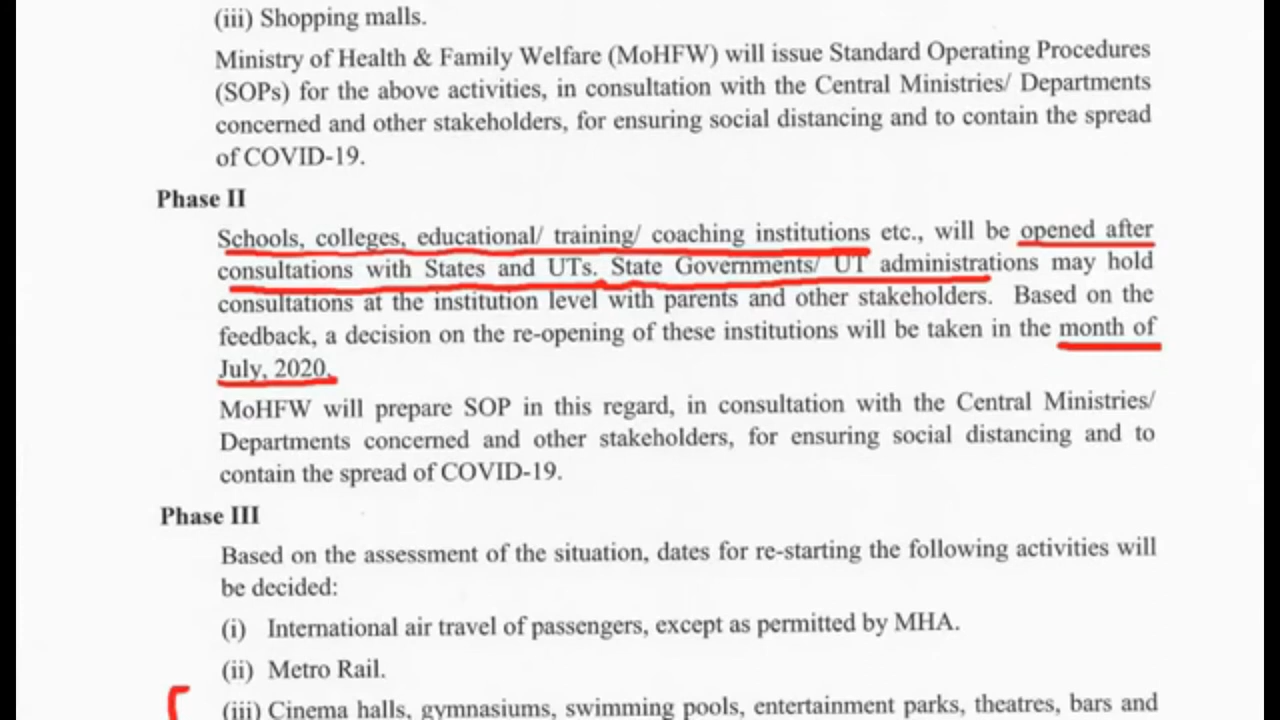 (iii) Shopping malls.
Ministry of Health & Family Welfare (MoHFW) will issue Standard Operating Procedures
(SOPs) for the above activities, in consultation with the Central Ministries/ Departments
concerned and other stakeholders, for ensuring social distancing and to contain the spread
of COVID-19.
Phase II
Schools, colleges, educational/ training/ coaching institutions etc., will be opened after
consultations with States and UTs. State Governments/ UT administrations may hold
consultations at the institution level with parents and other stakeholders. Based on the
feedback, a decision on the re-opening of these institutions will be taken in the month of
July, 2020.
MoHFW will prepare SOP in this regard, in consultation with the Central Ministries/
Departments concerned and other stakeholders, for ensuring social distancing and to
contain the spread of COVID-19.
Phase III
Based on the assessment of the situation, dates for re-starting the following activities will
be decided:
(i) International air travel of passengers, except as permitted by MHA.
(ii) Metro Rail.
(iii) Cinema halls, gymnasiums, swimming pools, entertainment parks, theatres, bars and